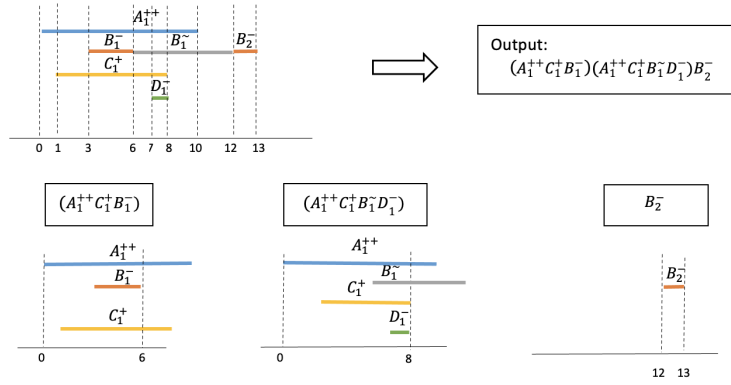 A₁⁺⁺
B₁⁻ B₁˜ B₂⁻
C₁⁺
D₁⁻
0 1 3 6 7 8 10 12 13
Output:
(A₁⁺⁺C₁⁺B₁⁻)(A₁⁺⁺C₁⁺B₁˜D₁⁻)B₂⁻
(A₁⁺⁺C₁⁺B₁⁻)
A₁⁺⁺
B₁⁻
C₁⁺
0 6
(A₁⁺⁺C₁⁺B₁˜D₁⁻)
A₁⁺⁺
B₁˜
C₁⁺
D₁⁻
0 8
B₂⁻
B₂⁻
12 13